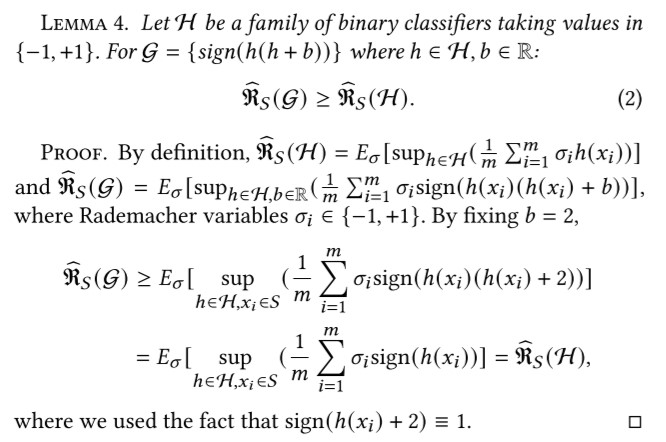 LEMMA 4. Let ℋ be a family of binary classifiers taking values in
{−1, +1}. For 𝒢 = {sign(h(h + b))} where h ∈ ℋ, b ∈ ℝ:
ℜ̂_S(𝒢) ≥ ℜ̂_S(ℋ). (2)
PROOF. By definition, ℜ̂_S(ℋ) = E_σ[sup_{h∈ℋ}(1/m ∑_{i=1}^m σ_i h(x_i))]
and ℜ̂_S(𝒢) = E_σ[sup_{h∈ℋ,b∈ℝ}(1/m ∑_{i=1}^m σ_i sign(h(x_i)(h(x_i) + b))],
where Rademacher variables σ_i ∈ {−1, +1}. By fixing b = 2,
ℜ̂_S(𝒢) ≥ E_σ[ sup_{h∈ℋ,x_i∈S} (1/m ∑_{i=1}^m σ_i sign(h(x_i)(h(x_i) + 2))]
= E_σ[ sup_{h∈ℋ,x_i∈S} (1/m ∑_{i=1}^m σ_i sign(h(x_i))] = ℜ̂_S(ℋ),
where we used the fact that sign(h(x_i) + 2) ≡ 1. □